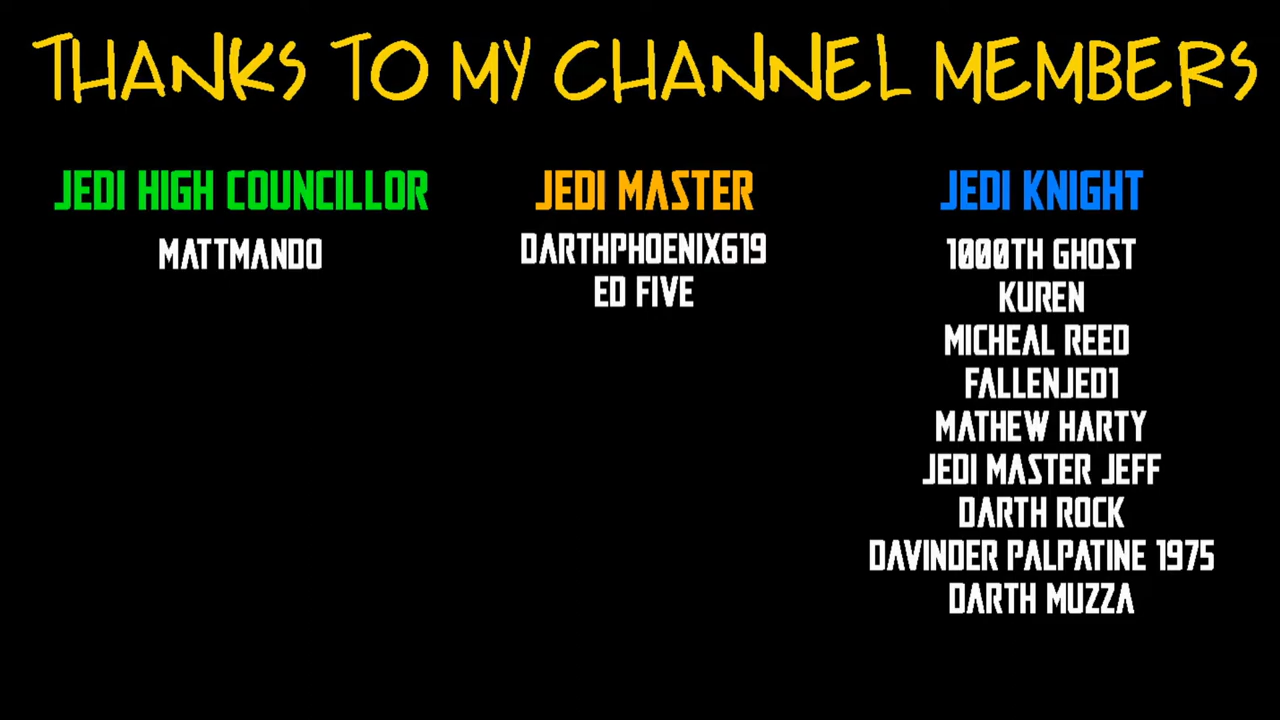 THANKS TO MY CHANNEL MEMBERS
JEDI HIGH COUNCILLOR
MATTMANDO
JEDI MASTER
DARTHPHOENIX619
ED FIVE
JEDI KNIGHT
1000TH GHOST
KUREN
MICHEAL REED
FALLENJED1
MATHEW HARTY
JEDI MASTER JEFF
DARTH ROCK
DAVINDER PALPATINE 1975
DARTH MUZZA